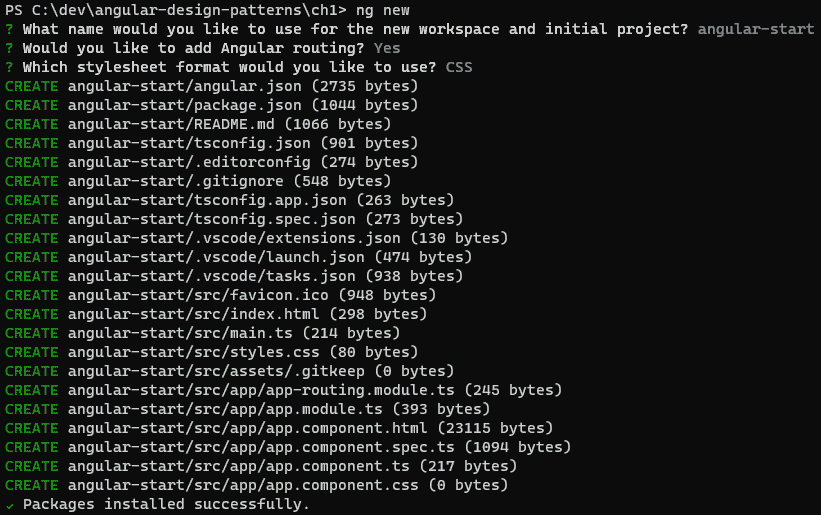 PS C:\dev\angular-design-patterns\ch1> ng new
? What name would you like to use for the new workspace and initial project? angular-start
? Would you like to add Angular routing? Yes
? Which stylesheet format would you like to use? CSS
CREATE angular-start/angular.json (2735 bytes)
CREATE angular-start/package.json (1044 bytes)
CREATE angular-start/README.md (1066 bytes)
CREATE angular-start/tsconfig.json (901 bytes)
CREATE angular-start/.editorconfig (274 bytes)
CREATE angular-start/.gitignore (548 bytes)
CREATE angular-start/tsconfig.app.json (263 bytes)
CREATE angular-start/tsconfig.spec.json (273 bytes)
CREATE angular-start/.vscode/extensions.json (130 bytes)
CREATE angular-start/.vscode/launch.json (474 bytes)
CREATE angular-start/.vscode/tasks.json (938 bytes)
CREATE angular-start/src/favicon.ico (948 bytes)
CREATE angular-start/src/index.html (298 bytes)
CREATE angular-start/src/main.ts (214 bytes)
CREATE angular-start/src/styles.css (80 bytes)
CREATE angular-start/src/assets/.gitkeep (0 bytes)
CREATE angular-start/src/app/app-routing.module.ts (245 bytes)
CREATE angular-start/src/app/app.module.ts (393 bytes)
CREATE angular-start/src/app/app.component.html (23115 bytes)
CREATE angular-start/src/app/app.component.spec.ts (1094 bytes)
CREATE angular-start/src/app/app.component.ts (217 bytes)
CREATE angular-start/src/app/app.component.css (0 bytes)
✓ Packages installed successfully.